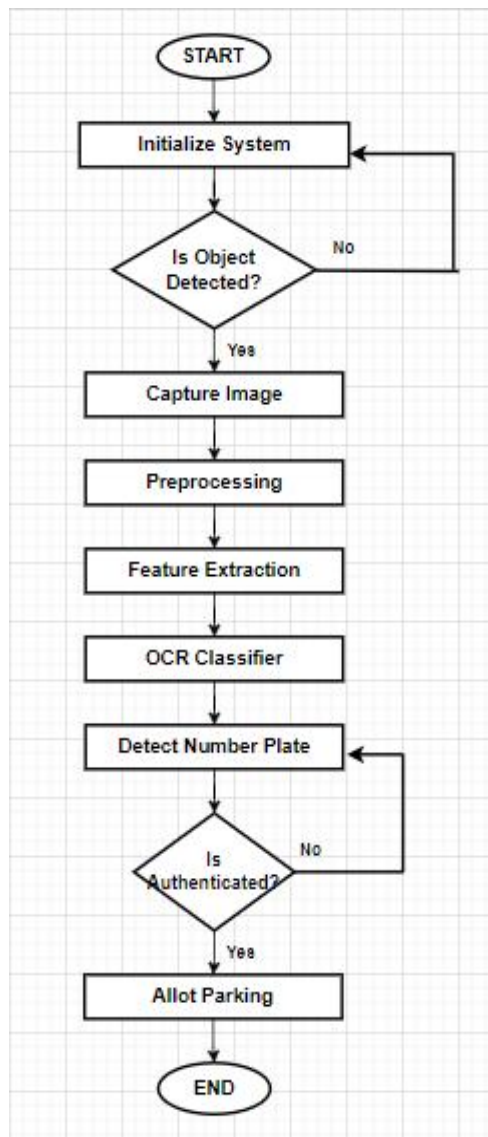 START
Initialize System
Is Object
Detected?
No
Yes
Capture Image
Preprocessing
Feature Extraction
OCR Classifier
Detect Number Plate
Is
Authenticated?
No
Yes
Allot Parking
END